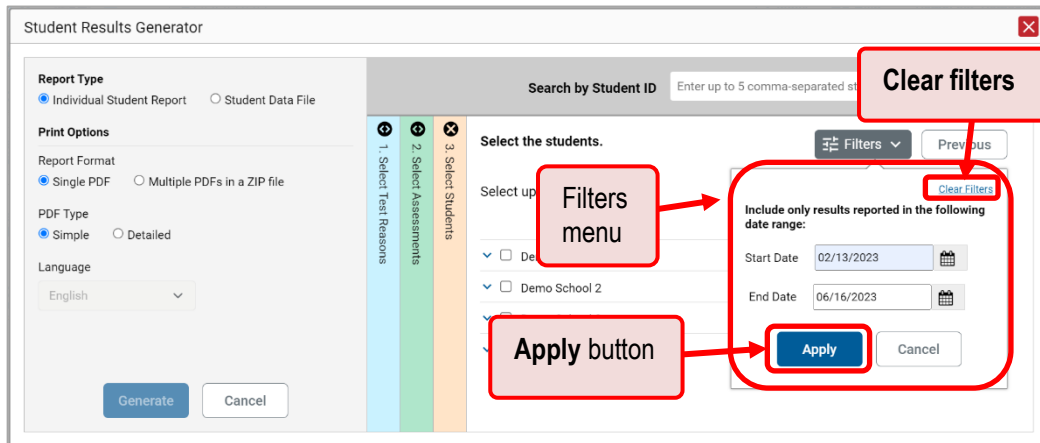 Student Results Generator
Report Type
Individual Student Report
Student Data File
Print Options
Report Format
Single PDF
Multiple PDFs in a ZIP file
PDF Type
Simple
Detailed
Language
English
Generate
Cancel
Search by Student ID
Enter up to 5 comma-separated
Clear filters
1. Select Test Reasons
2. Select Assessments
3. Select Students
Select the students.
Filters
Select up
Filters
menu
Demo School 2
Clear Filters
Include only results reported in the following
date range:
Start Date
02/13/2023
End Date
06/16/2023
Apply
Cancel
Apply button